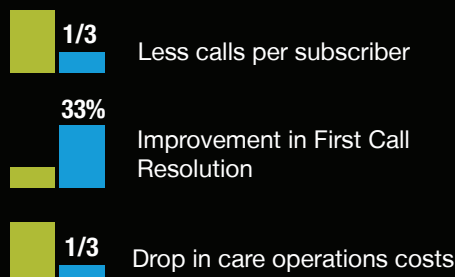 1/3
Less calls per subscriber
33%
Improvement in First Call
Resolution
1/3
Drop in care operations costs